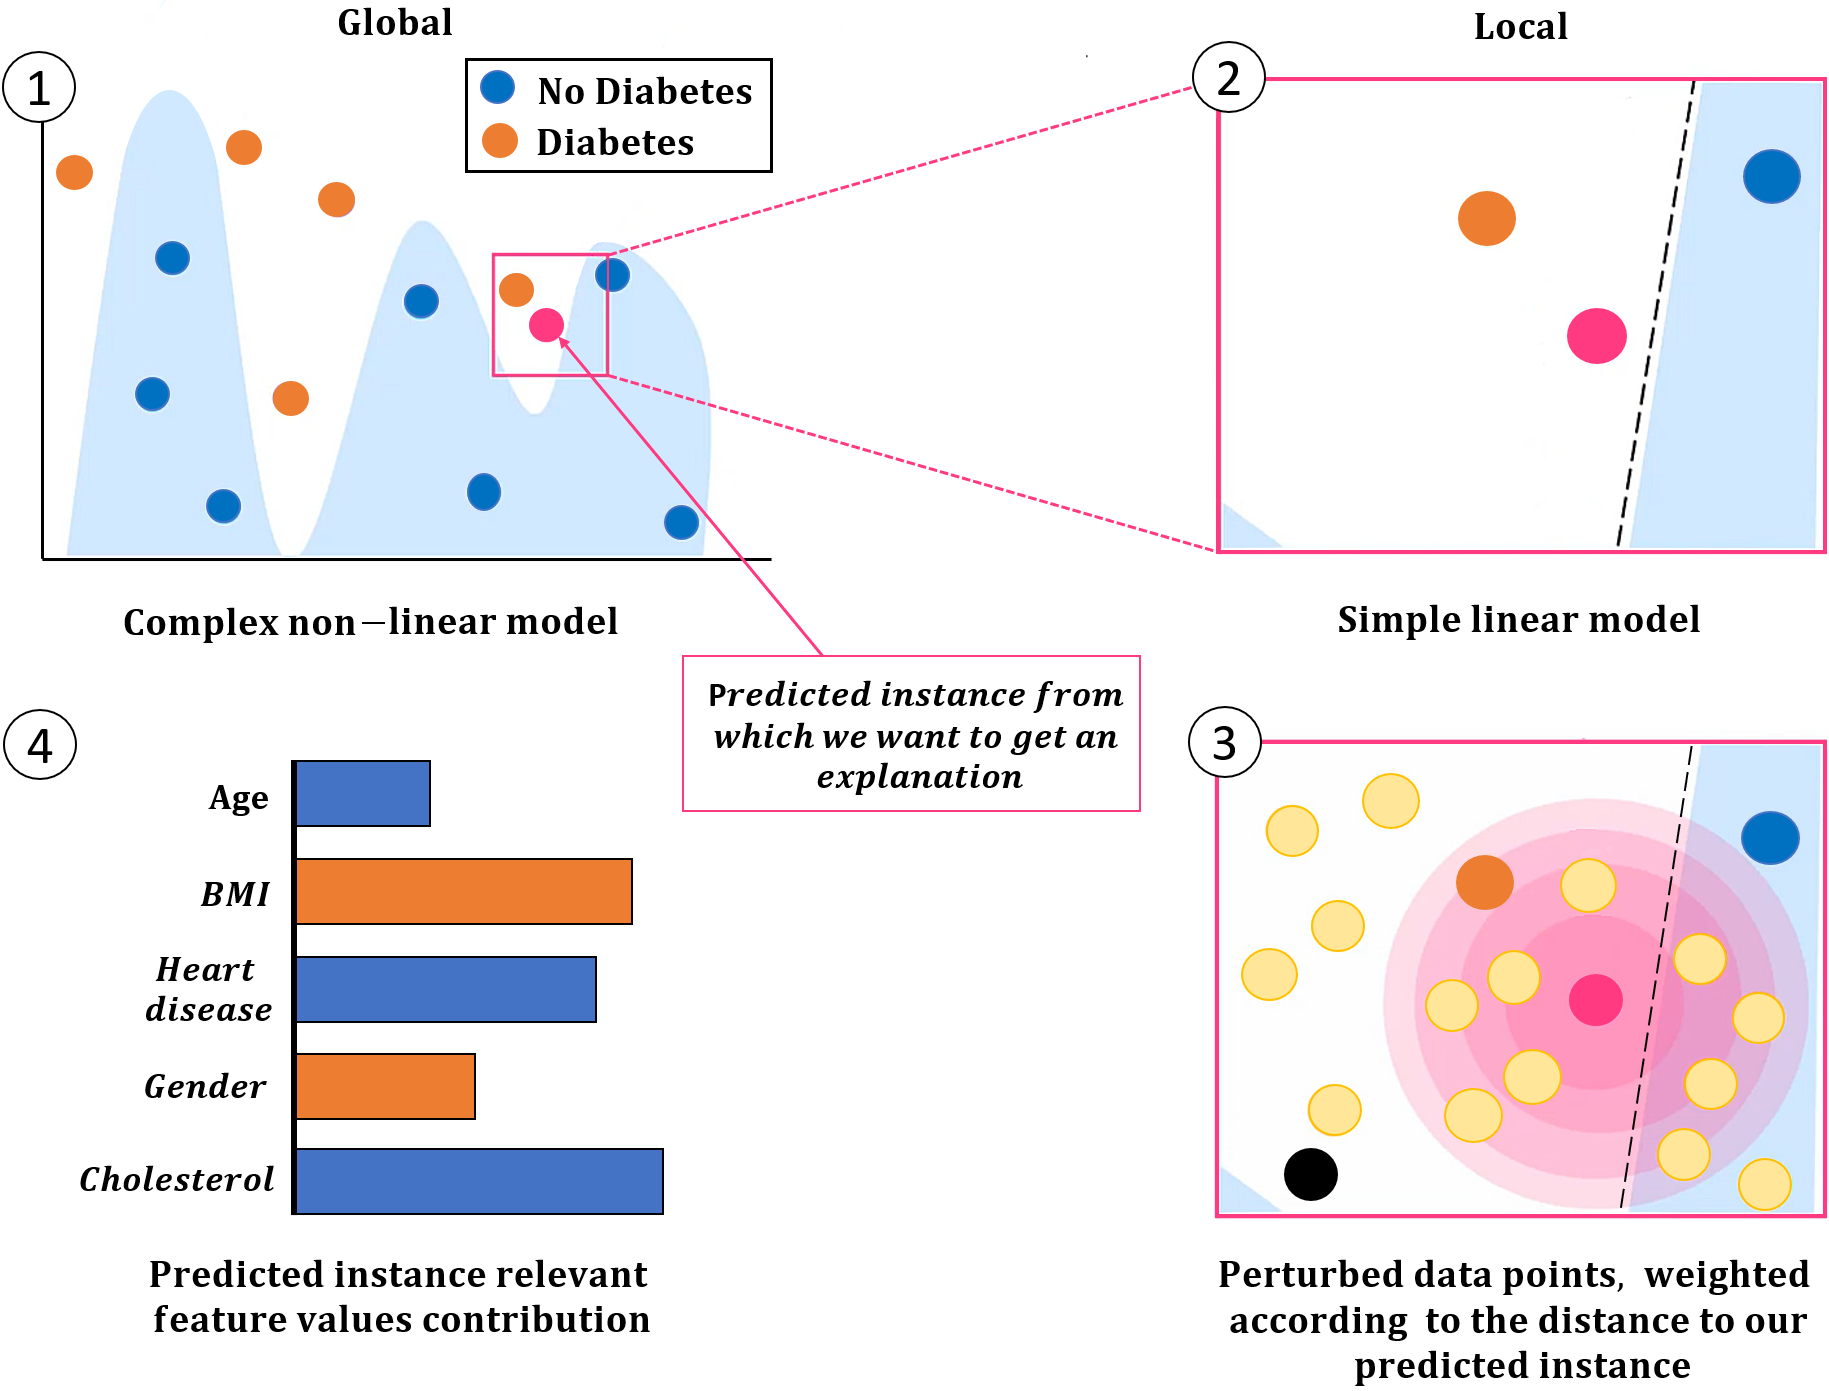 Global
1
No Diabetes
Diabetes
Complex non−linear model
Local
2
Simple linear model
Predicted instance from
which we want to get an
explanation
3
Perturbed data points, weighted
according to the distance to our
predicted instance
4
Age
BMI
Heart
disease
Gender
Cholesterol
Predicted instance relevant
feature values contribution